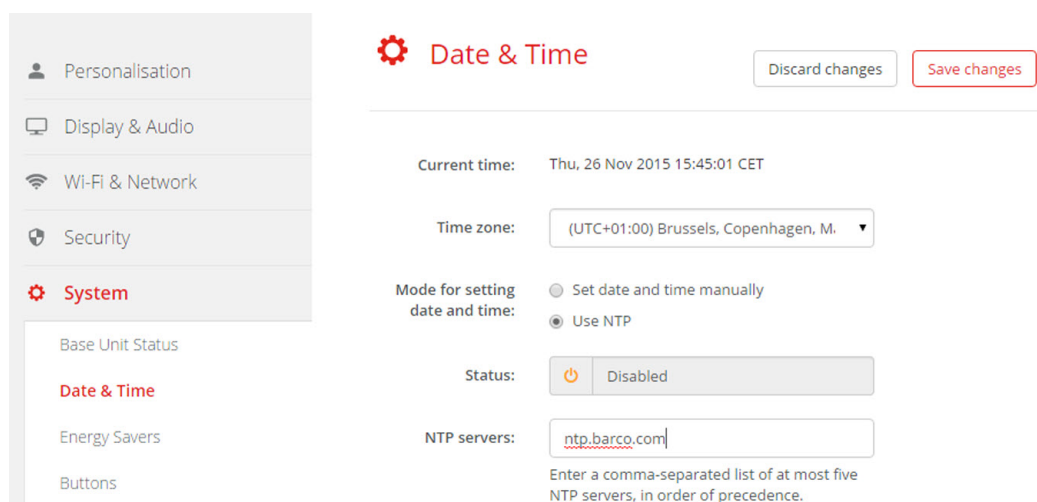 Personalisation
Display & Audio
Wi-Fi & Network
Security
System
Base Unit Status
Date & Time
Energy Savers
Buttons
Date & Time
Discard changes
Save changes
Current time: Thu, 26 Nov 2015 15:45:01 CET
Time zone: (UTC+01:00) Brussels, Copenhagen, M
Mode for setting
date and time:
Set date and time manually
Use NTP
Status: Disabled
NTP servers: ntp.barco.com
Enter a comma-separated list of at most five
NTP servers, in order of precedence.